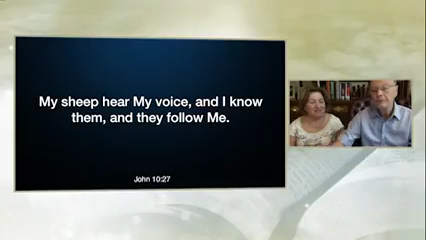 My sheep hear My voice, and I know
them, and they follow Me.
John 10:27